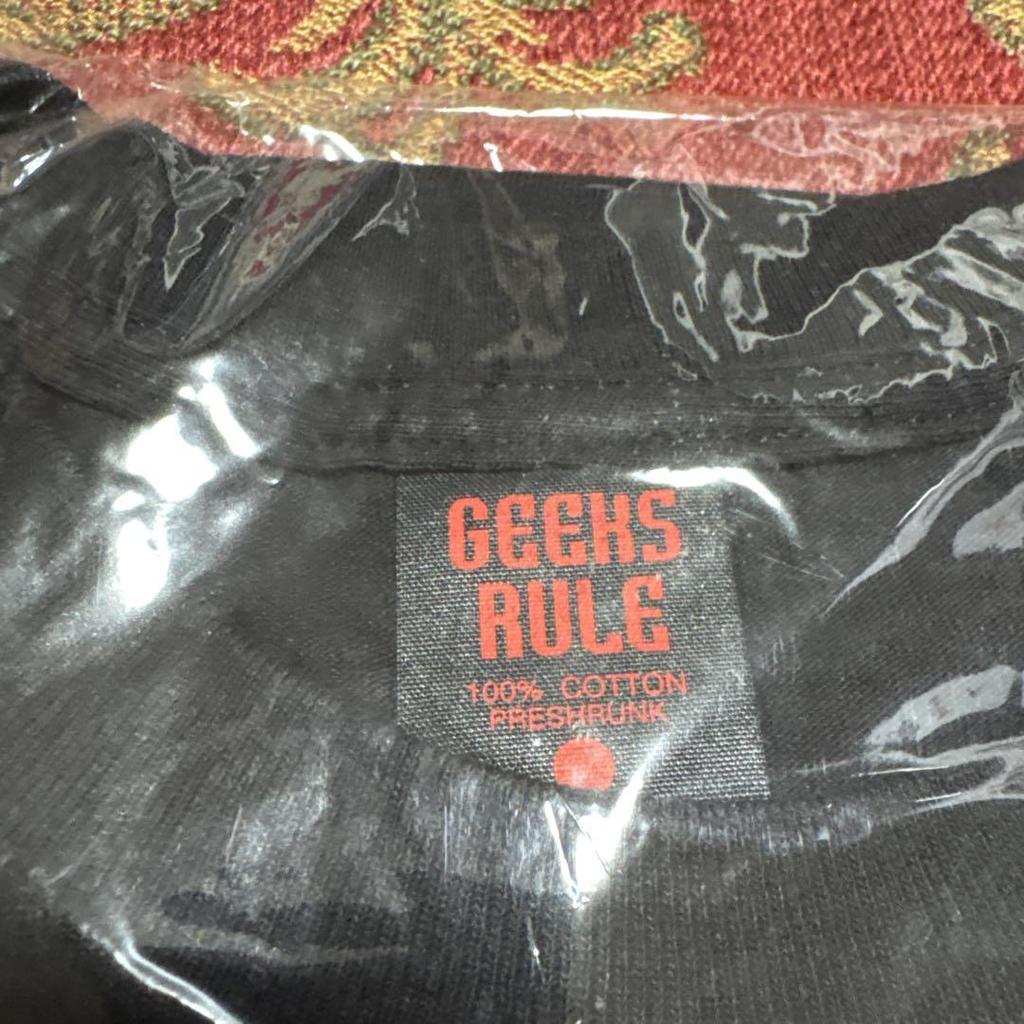 GEEKS
RULE
100% COTTON
PRESHRUNK